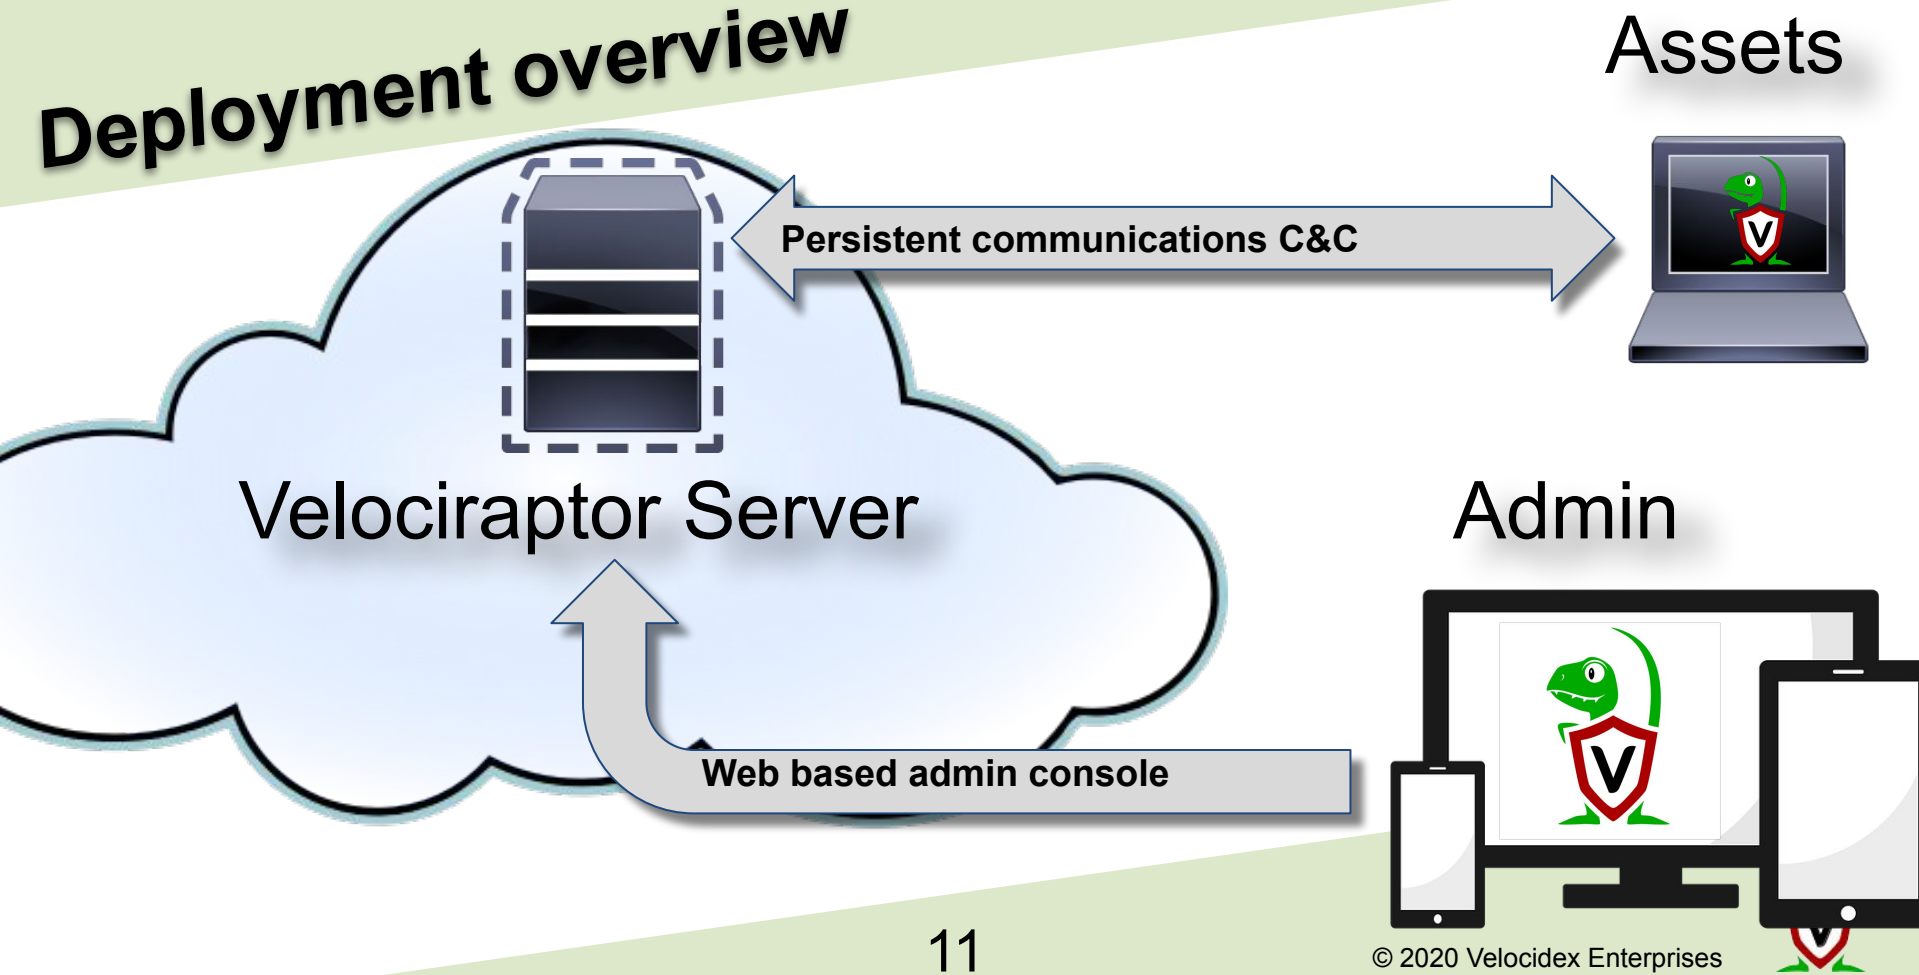 Deployment overview
Assets
Persistent communications C&C
V
Velociraptor Server
Admin
V
Web based admin console
11
© 2020 Velocidex Enterprises
V